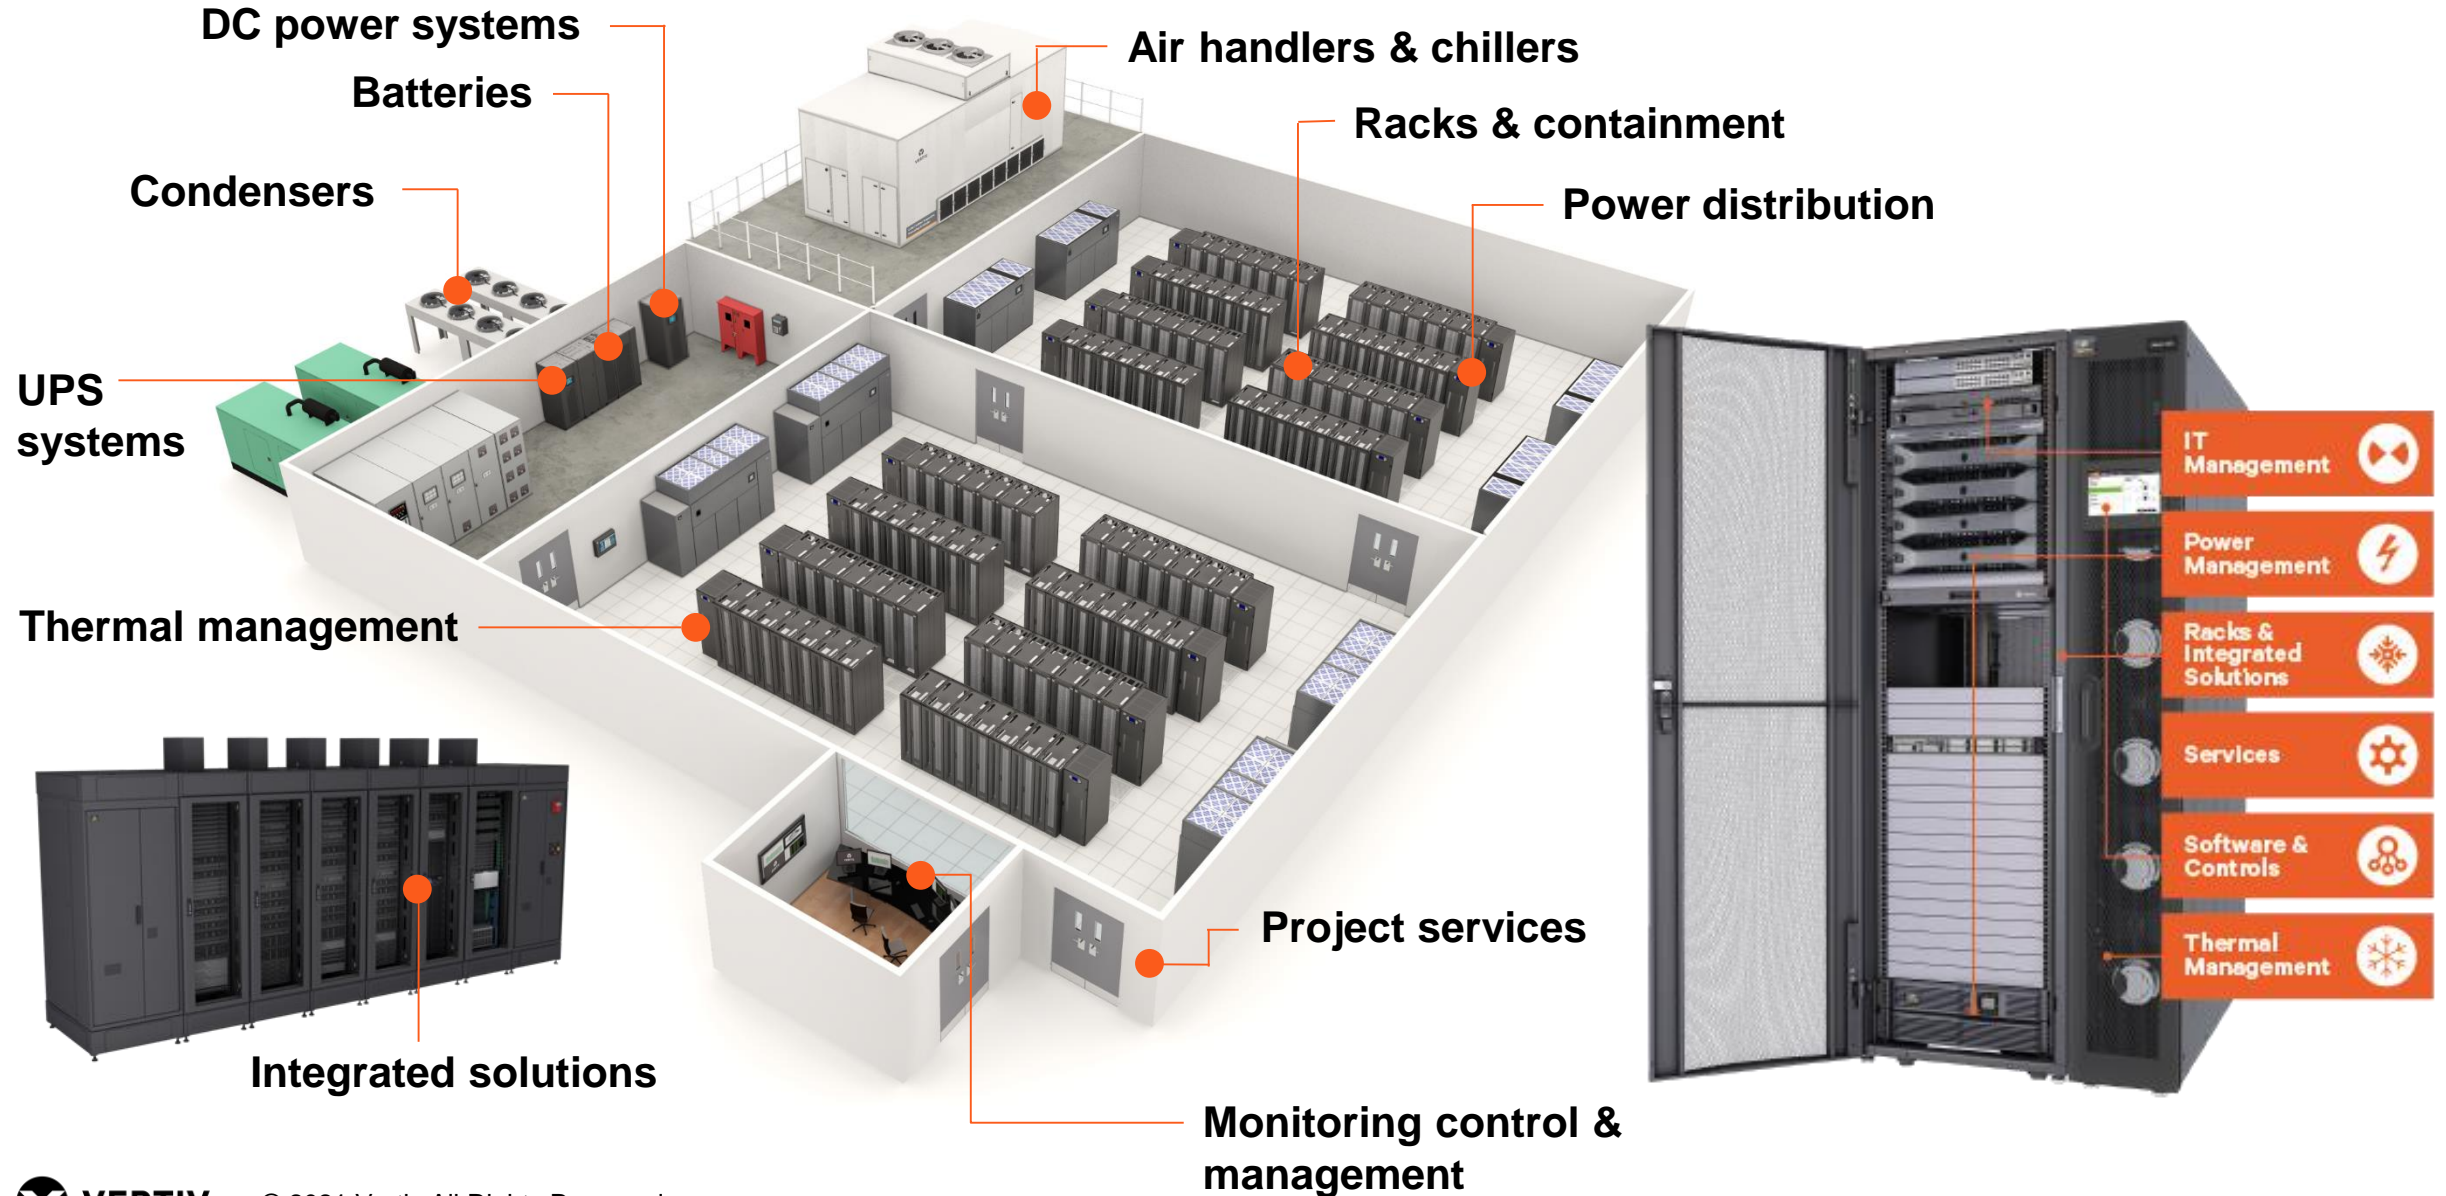 DC power systems
Air handlers & chillers
Batteries
Racks & containment
Condensers
Power distribution
UPS
systems
IT
Management
Power
Management
Thermal management
Racks &
Integrated
Solutions
Services
Software &
Controls
Project services
Thermal
Management
Integrated solutions
Monitoring control &
management